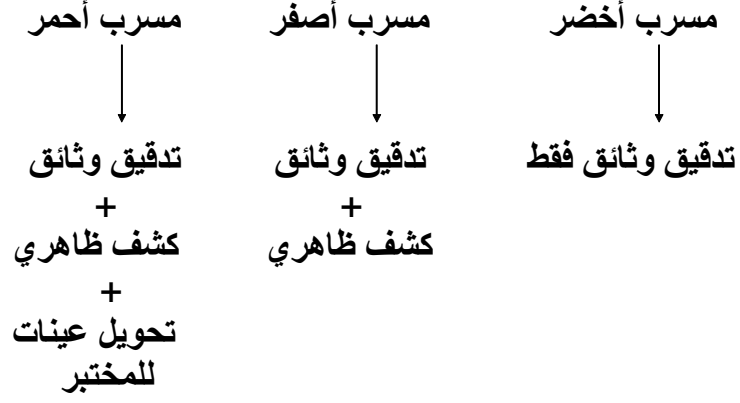 مسرب أخضر
مسرب أصفر
مسرب أحمر
تدقيق وثائق فقط
تدقيق وثائق
+
كشف ظاهري
تدقيق وثائق
+
كشف ظاهري
+
تحويل عينات
للمختبر